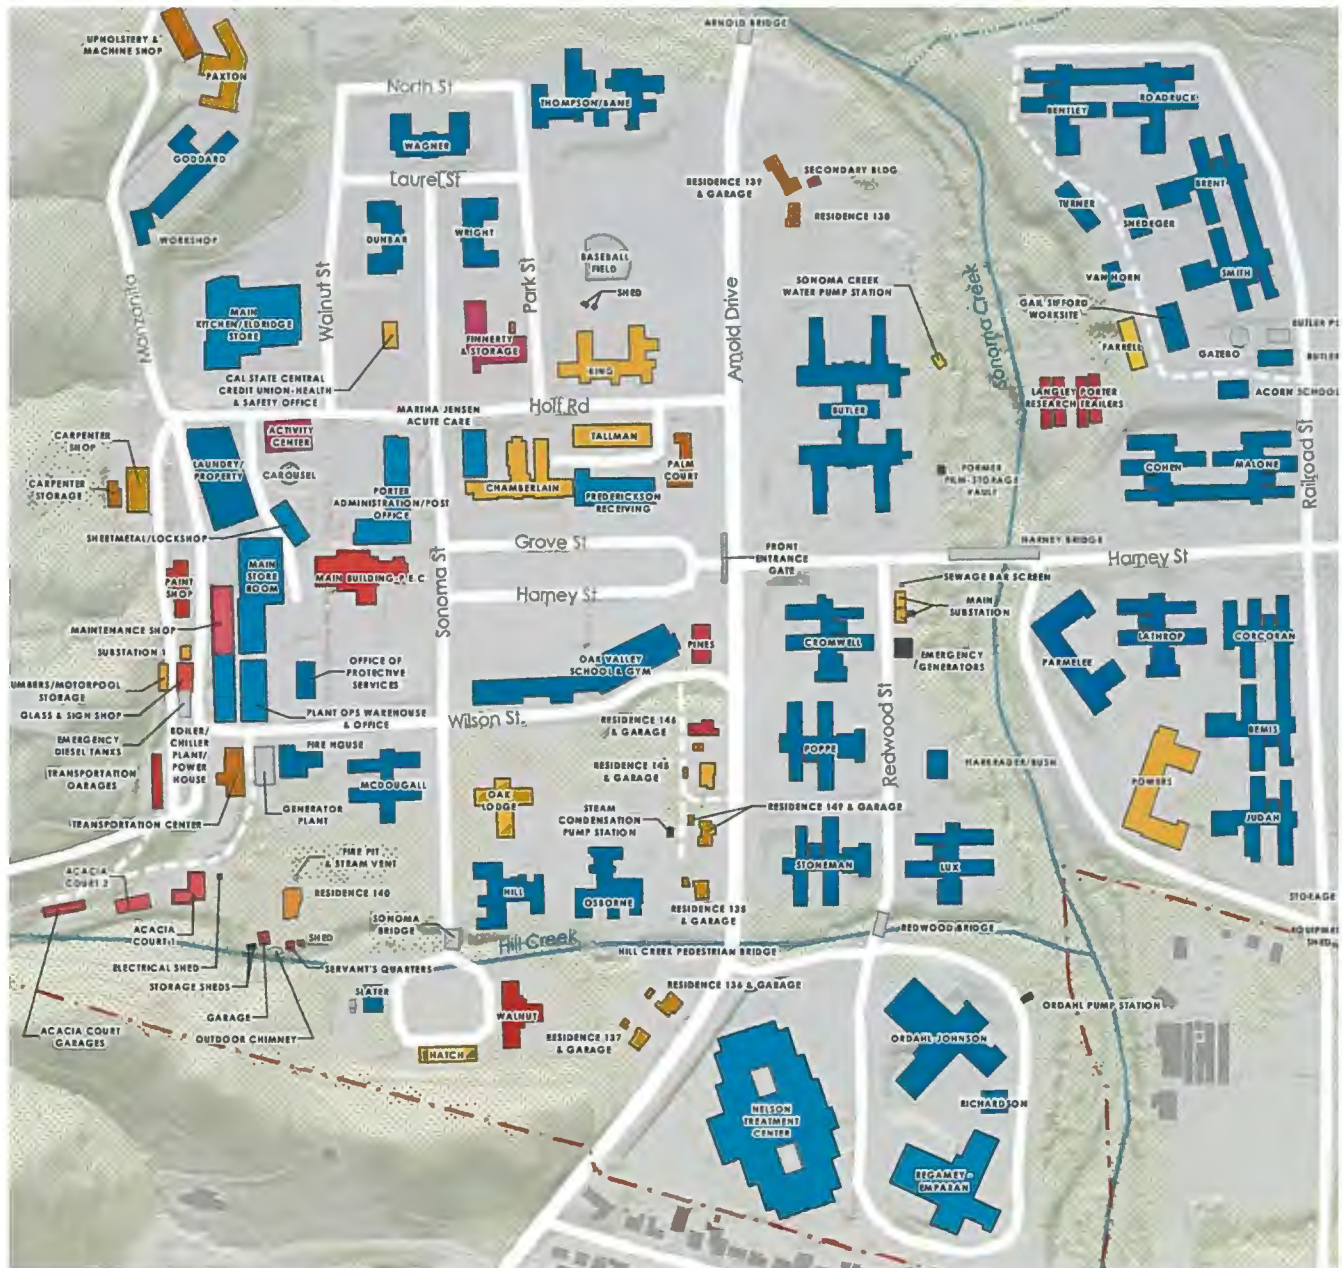 ARNOLD BRIDGE
UPHOLSTERY &
MACHINE SHOP
PAXTON
North St
THOMPSON/BANE
BENTLEY
ROADRUCK
WAGNER
GODDARD
Laurel St
RESIDENCE 139
& GARAGE
SECONDARY BLDG
RESIDENCE 138
BRENT
TURNER
SNEDEGER
WORKSHOP
DUNBAR
WRIGHT
BASEBALL
FIELD
SHED
Manzanita
Walnut St
Park St
Arnold Drive
SONOMA CREEK
WATER PUMP STATION
Sonoma Creek
VAN HORN
SMITH
GAIL SIFFORD
WORKSITE
MAIN
KITCHEN/ELDRIDGE
STORE
FINNERTY
& STORAGE
KING
FARRELL
GAZEBO
BUTLER
CAL STATE CENTRAL
CREDIT UNION-HEALTH
& SAFETY OFFICE
LANGLEY PORTER
RESEARCH TRAILERS
ACORN SCHOOL
MARTHA JENSEN
ACUTE CARE
Holt Rd
BUTLER
CARPENTER
SHOP
ACTIVITY
CENTER
TALLMAN
LAUNDRY/
PROPERTY
CAROUSEL
PALM
COURT
CARPENTER
STORAGE
CHAMBERLAIN
FREDERICKSON
RECEIVING
PORTER
ADMINISTRATION/POST
OFFICE
FORMER
FILM-STORAGE
VAULT
COHEN
MALONE
Railroad St
SHEETMETAL/LOCKSHOP
Grove St
FRONT
ENTRANCE
GATE
HARNEY BRIDGE
Harney St
MAIN
STORE
ROOM
MAIN BUILDING-P.E.C
Sonoma St
PAINT
SHOP
Harney St
SEWAGE BAR SCREEN
MAIN
SUBSTATION
MAINTENANCE SHOP
SUBSTATION 1
OAK VALLEY
SCHOOL & GYM
PINES
CROMWELL
EMERGENCY
GENERATORS
PARMELEE
LATHROP
CORCORAN
OFFICE OF
PROTECTIVE
SERVICES
UMBERS/MOTORPOOL
STORAGE
GLASS & SIGN SHOP
PLANT OPS WAREHOUSE
& OFFICE
Wilson St.
Redwood St
EMERGENCY
DIESEL TANKS
BOILER/
CHILLER
PLANT/
POWER
HOUSE
FIRE HOUSE
RESIDENCE 146
& GARAGE
BEMIS
POPPE
TRANSPORTATION
GARAGES
MCDOUGALL
RESIDENCE 145
& GARAGE
HARBADER/BUSH
POWERS
OAK
LODGE
TRANSPORTATION CENTER
GENERATOR
PLANT
STEAM
CONDENSATION
PUMP STATION
RESIDENCE 149 & GARAGE
JUDAH
FIRE PIT
& STEAM VENT
STONEMAN
LUX
ACACIA
COURT 2
RESIDENCE 140
HILL
OSBORNE
STORAGE
ACACIA
COURT 1
SONOMA
BRIDGE
RESIDENCE 135
& GARAGE
REDWOOD BRIDGE
Hill Creek
HILL CREEK PEDESTRIAN BRIDGE
SHED
ELECTRICAL SHED
SERVANT'S QUARTERS
STORAGE SHEDS
GARAGE
SLATER
RESIDENCE 136 & GARAGE
ORDAHL PUMP STATION
ACACIA COURT
GARAGES
OUTDOOR CHIMNEY
WALNUT
HATCH
RESIDENCE 137
& GARAGE
ORDAHL-JOHNSON
NELSON
TREATMENT
CENTER
RICHARDSON
REGAMEY -
EMPARAN